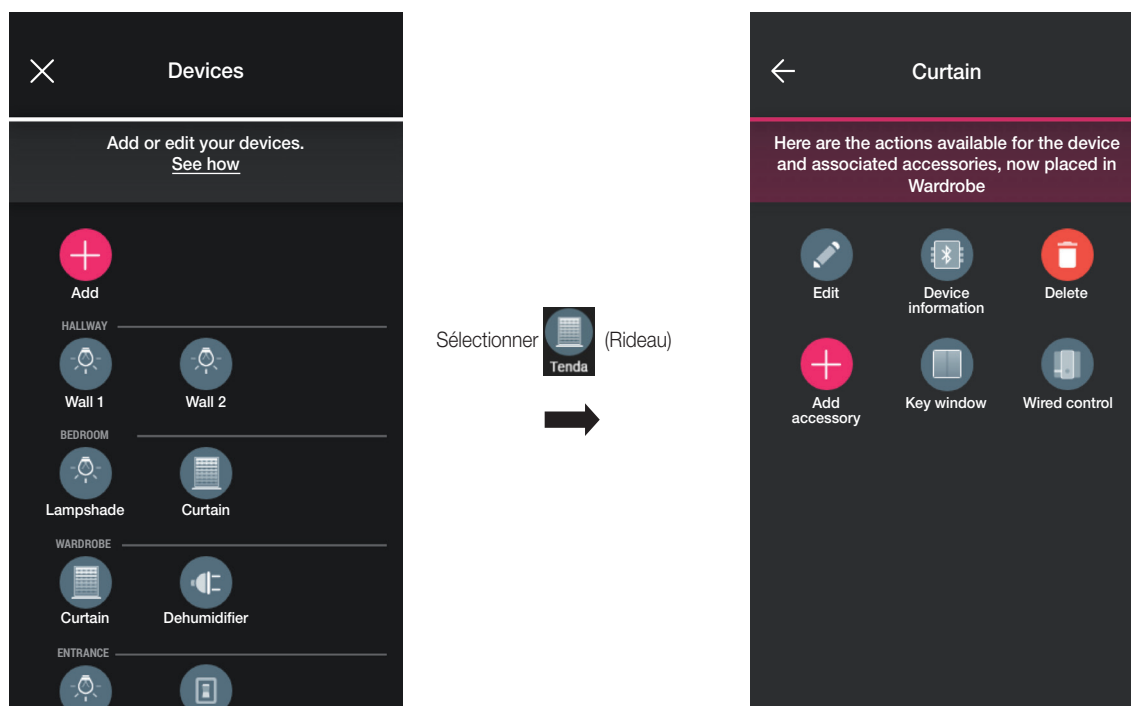 Devices
Add or edit your devices.
See how
Add
HALLWAY
Wall 1
Wall 2
BEDROOM
Lampshade
Curtain
WARDROBE
Curtain
Dehumidifier
ENTRANCE
Sélectionner (Rideau)
Tenda
Curtain
Here are the actions available for the device
and associated accessories, now placed in
Wardrobe
Edit
Device
information
Delete
Add
accessory
Key window
Wired control